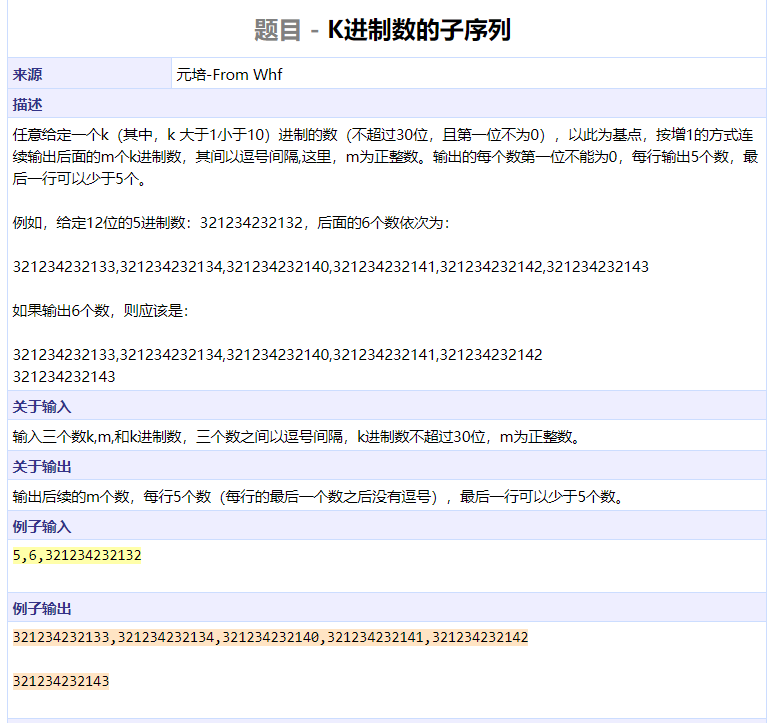 题目 - K进制数的子序列
来源 元培-From Whf
描述
任意给定一个k（其中，k 大于1小于10）进制的数（不超过30位，且第一位不为0），以此为基点，按增1的方式连
续输出后面的m个k进制数，其间以逗号间隔,这里，m为正整数。输出的每个数第一位不能为0，每行输出5个数，最
后一行可以少于5个。
例如，给定12位的5进制数：321234232132，后面的6个数依次为：
321234232133,321234232134,321234232140,321234232141,321234232142,321234232143
如果输出6个数，则应该是：
321234232133,321234232134,321234232140,321234232141,321234232142
321234232143
关于输入
输入三个数k,m,和k进制数，三个数之间以逗号间隔，k进制数不超过30位，m为正整数。
关于输出
输出后续的m个数，每行5个数（每行的最后一个数之后没有逗号），最后一行可以少于5个数。
例子输入
5,6,321234232132
例子输出
321234232133,321234232134,321234232140,321234232141,321234232142
321234232143